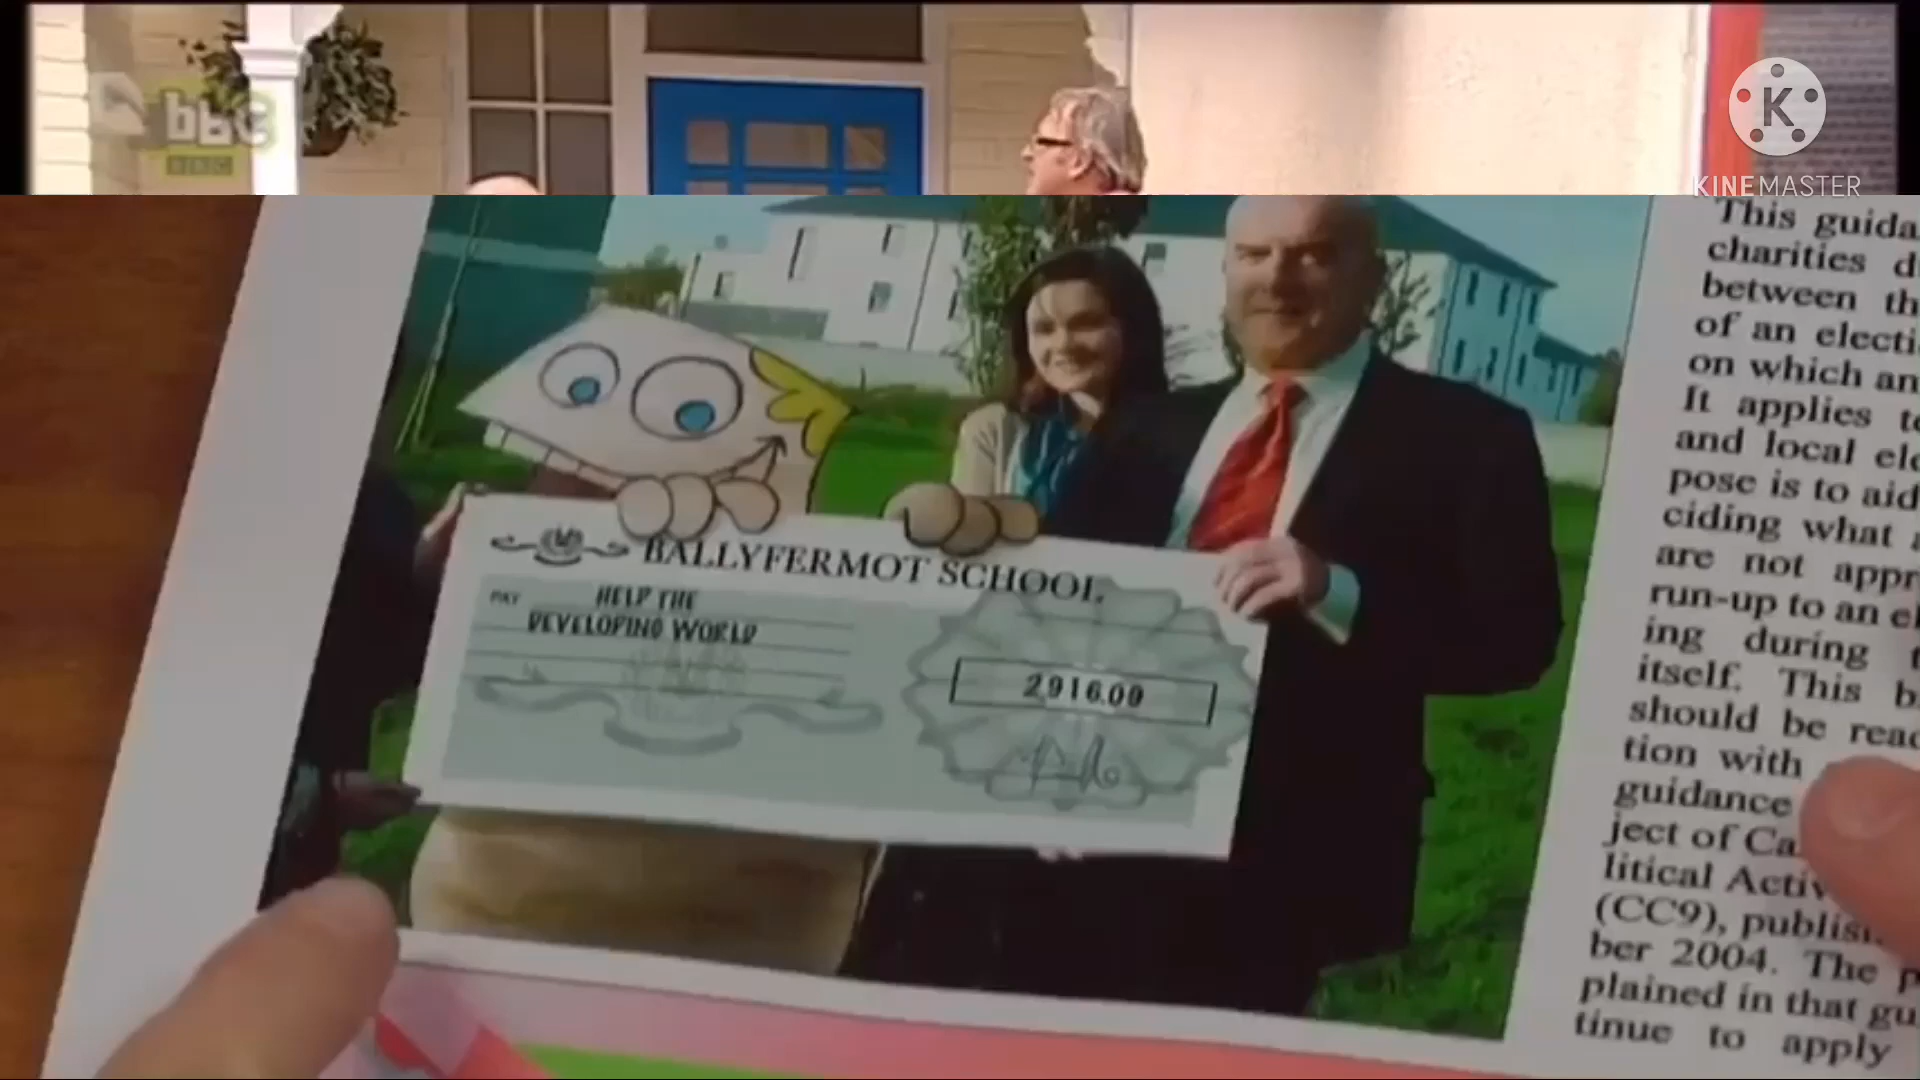 bbc
K
KINEMASTER
BALLYFERMOT SCHOOL
PAY HELP THE
DEVELOPING WORLD
2916.00
This guida
charities d
between th
of an electi
on which an
It applies to
and local ele
pose is to aid
ciding what a
are not appr
run-up to an el
ing during t
itself. This b
should be read
tion with
guidance
ject of Ca
litical Activ
(CC9), publis
ber 2004. The p
plained in that gu
tinue to apply